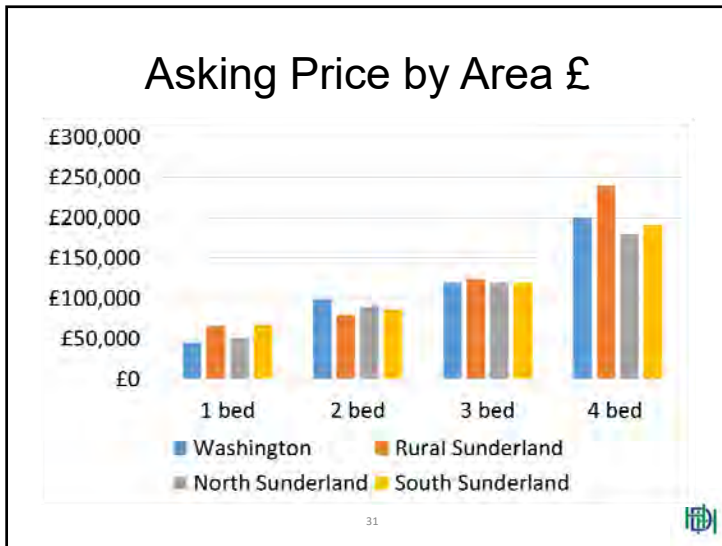 Asking Price by Area £
£300,000
£250,000
£200,000
£150,000
£100,000
£50,000
£0
1 bed 2 bed 3 bed 4 bed
Washington Rural Sunderland
North Sunderland South Sunderland
31
HDH